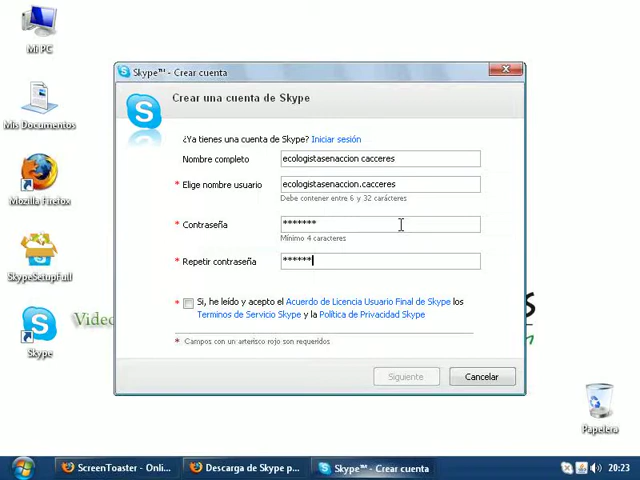 Mi PC
Mis Documentos
Mozilla Firefox
SkypeSetupFull
Skype
Video
Skype™ - Crear cuenta
Crear una cuenta de Skype
¿Ya tienes una cuenta de Skype? Iniciar sesión
Nombre completo ecologistasenaccion cacceres
* Elige nombre usuario ecologistasenaccion.cacceres
Debe contener entre 6 y 32 carácteres
* Contraseña *******
Mínimo 4 caracteres
* Repetir contraseña ******
* Si, he leído y acepto el Acuerdo de Licencia Usuario Final de Skype los
Terminos de Servicio Skype y la Política de Privacidad Skype
* Campos con un arterisco rojo son requeridos.
Siguiente Cancelar
Papelera
ScreenToaster - Onli... Descarga de Skype p... Skype™ - Crear cuenta 20:23